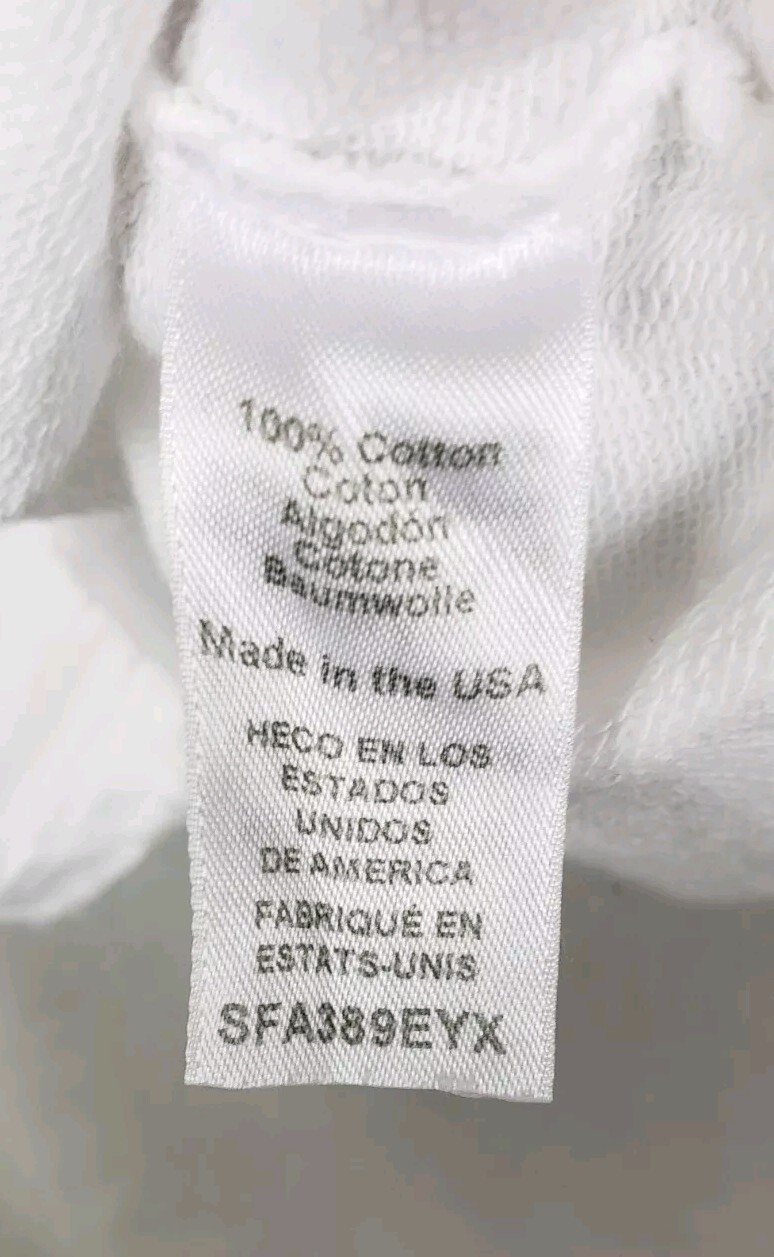 100% Cotton
Coton
Algodón
Cotone
Baumwolle
Made in the USA
HECO EN LOS
ESTADOS
UNIDOS
DE AMERICA
FABRIQUÉ EN
ESTATS-UNIS
SFA389EYX